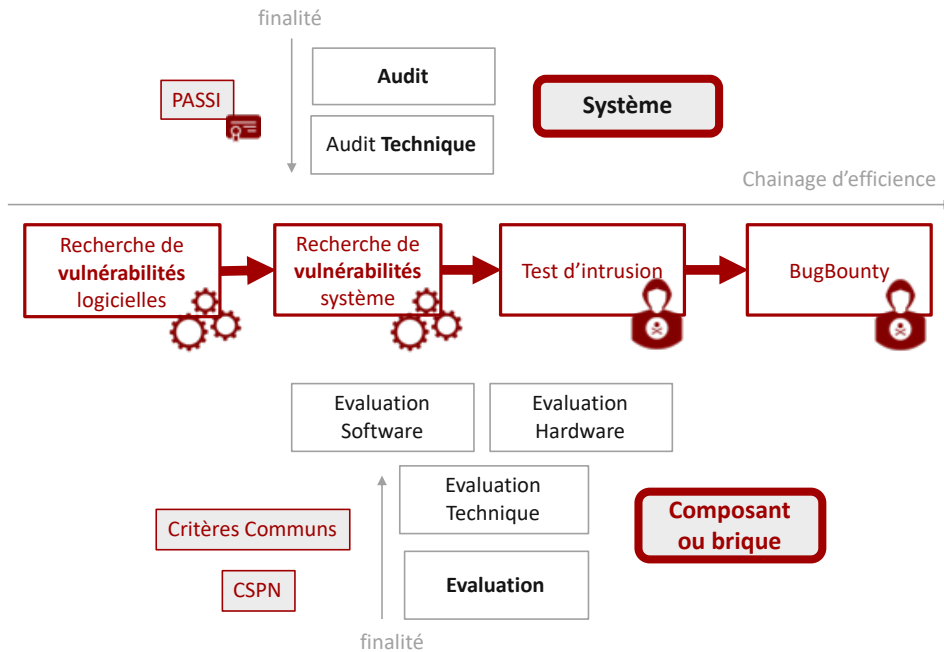 finalité
Audit
PASSI
Système
Audit Technique
Chainage d'efficience
Recherche de
vulnérabilités
logicielles
Recherche de
vulnérabilités
système
Test d'intrusion
BugBounty
Evaluation
Software
Evaluation
Hardware
Evaluation
Technique
Composant
ou brique
Critères Communs
CSPN
Evaluation
finalité